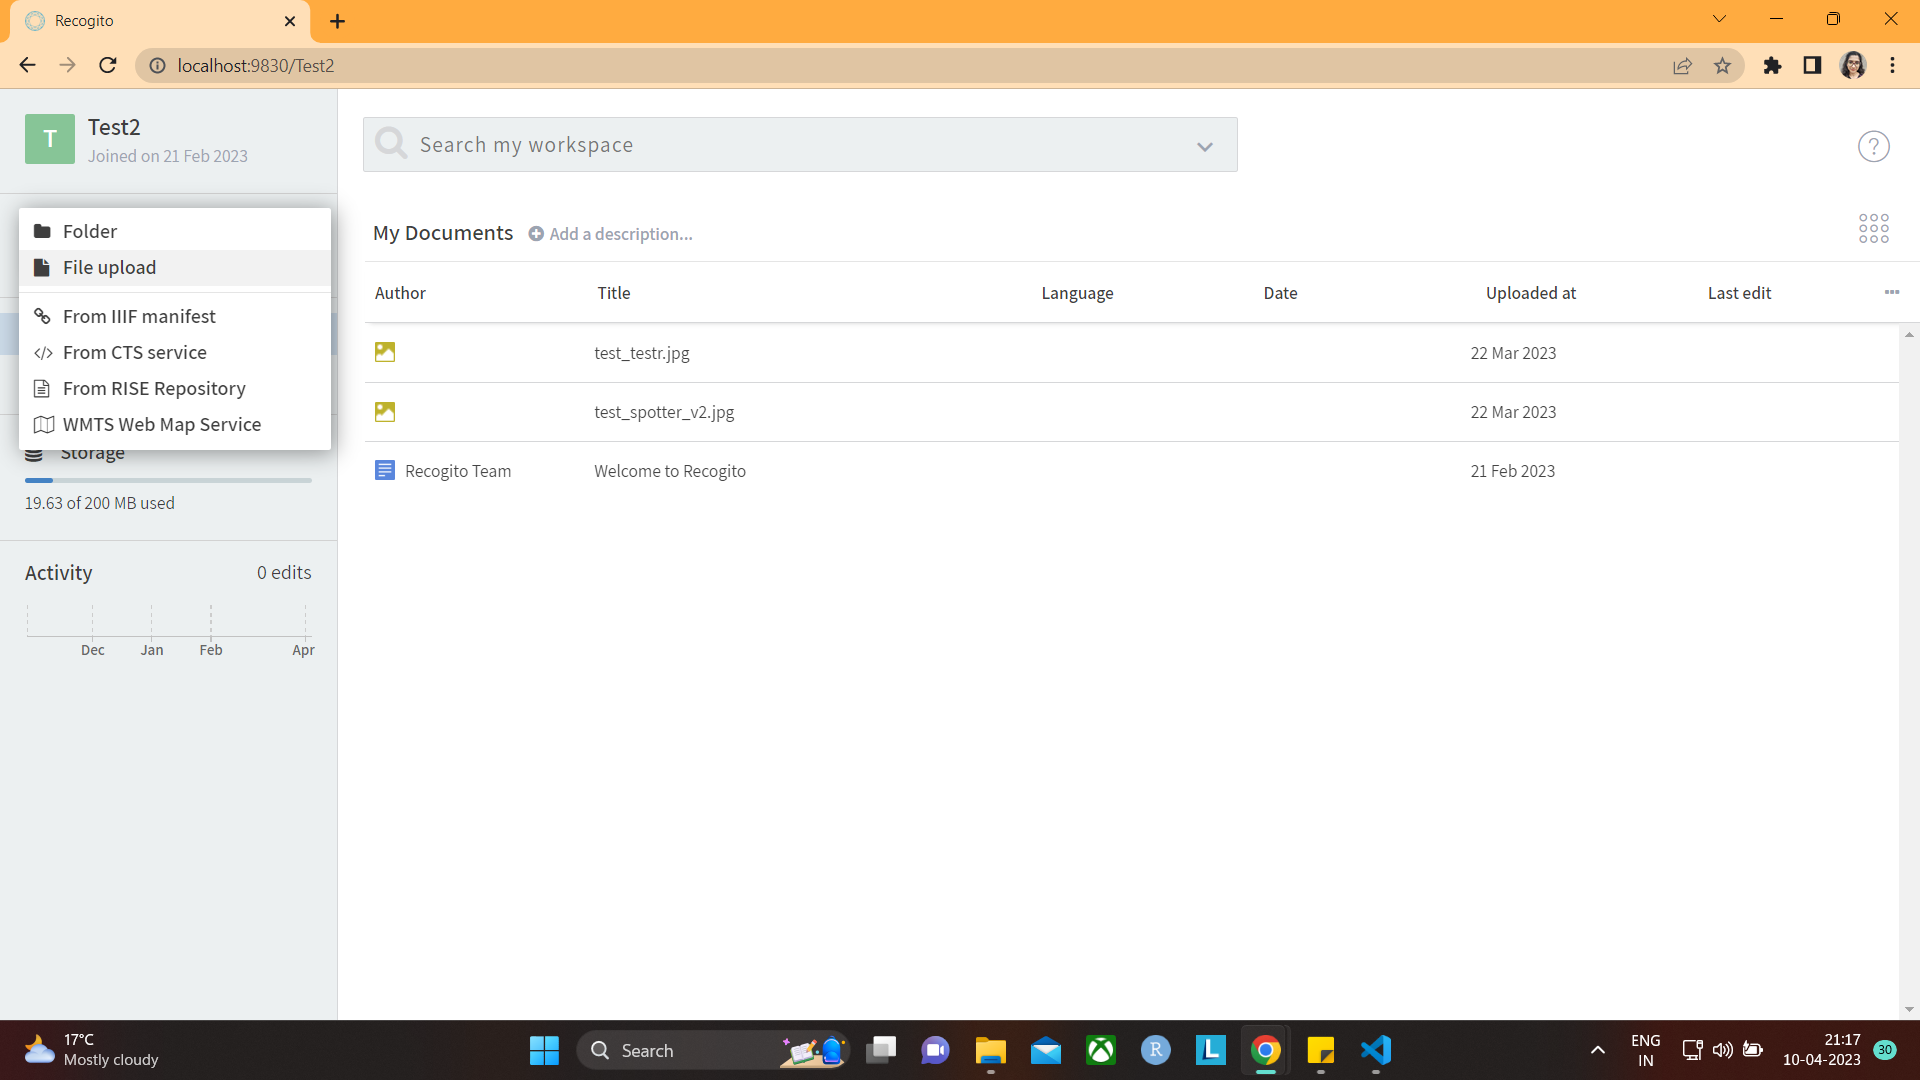 Recogito
localhost:9830/Test2
T
Test2
Joined on 21 Feb 2023
Search my workspace
?
Folder
File upload
From IIIF manifest
From CTS service
From RISE Repository
WMTS Web Map Service
Storage
19.63 of 200 MB used
Activity 0 edits
Dec Jan Feb Apr
My Documents Add a description...
Author Title Language Date Uploaded at Last edit
test_testr.jpg 22 Mar 2023
test_spotter_v2.jpg 22 Mar 2023
Recogito Team Welcome to Recogito 21 Feb 2023
17°C
Mostly cloudy
Search
R
L
ENG
IN
21:17
10-04-2023
30